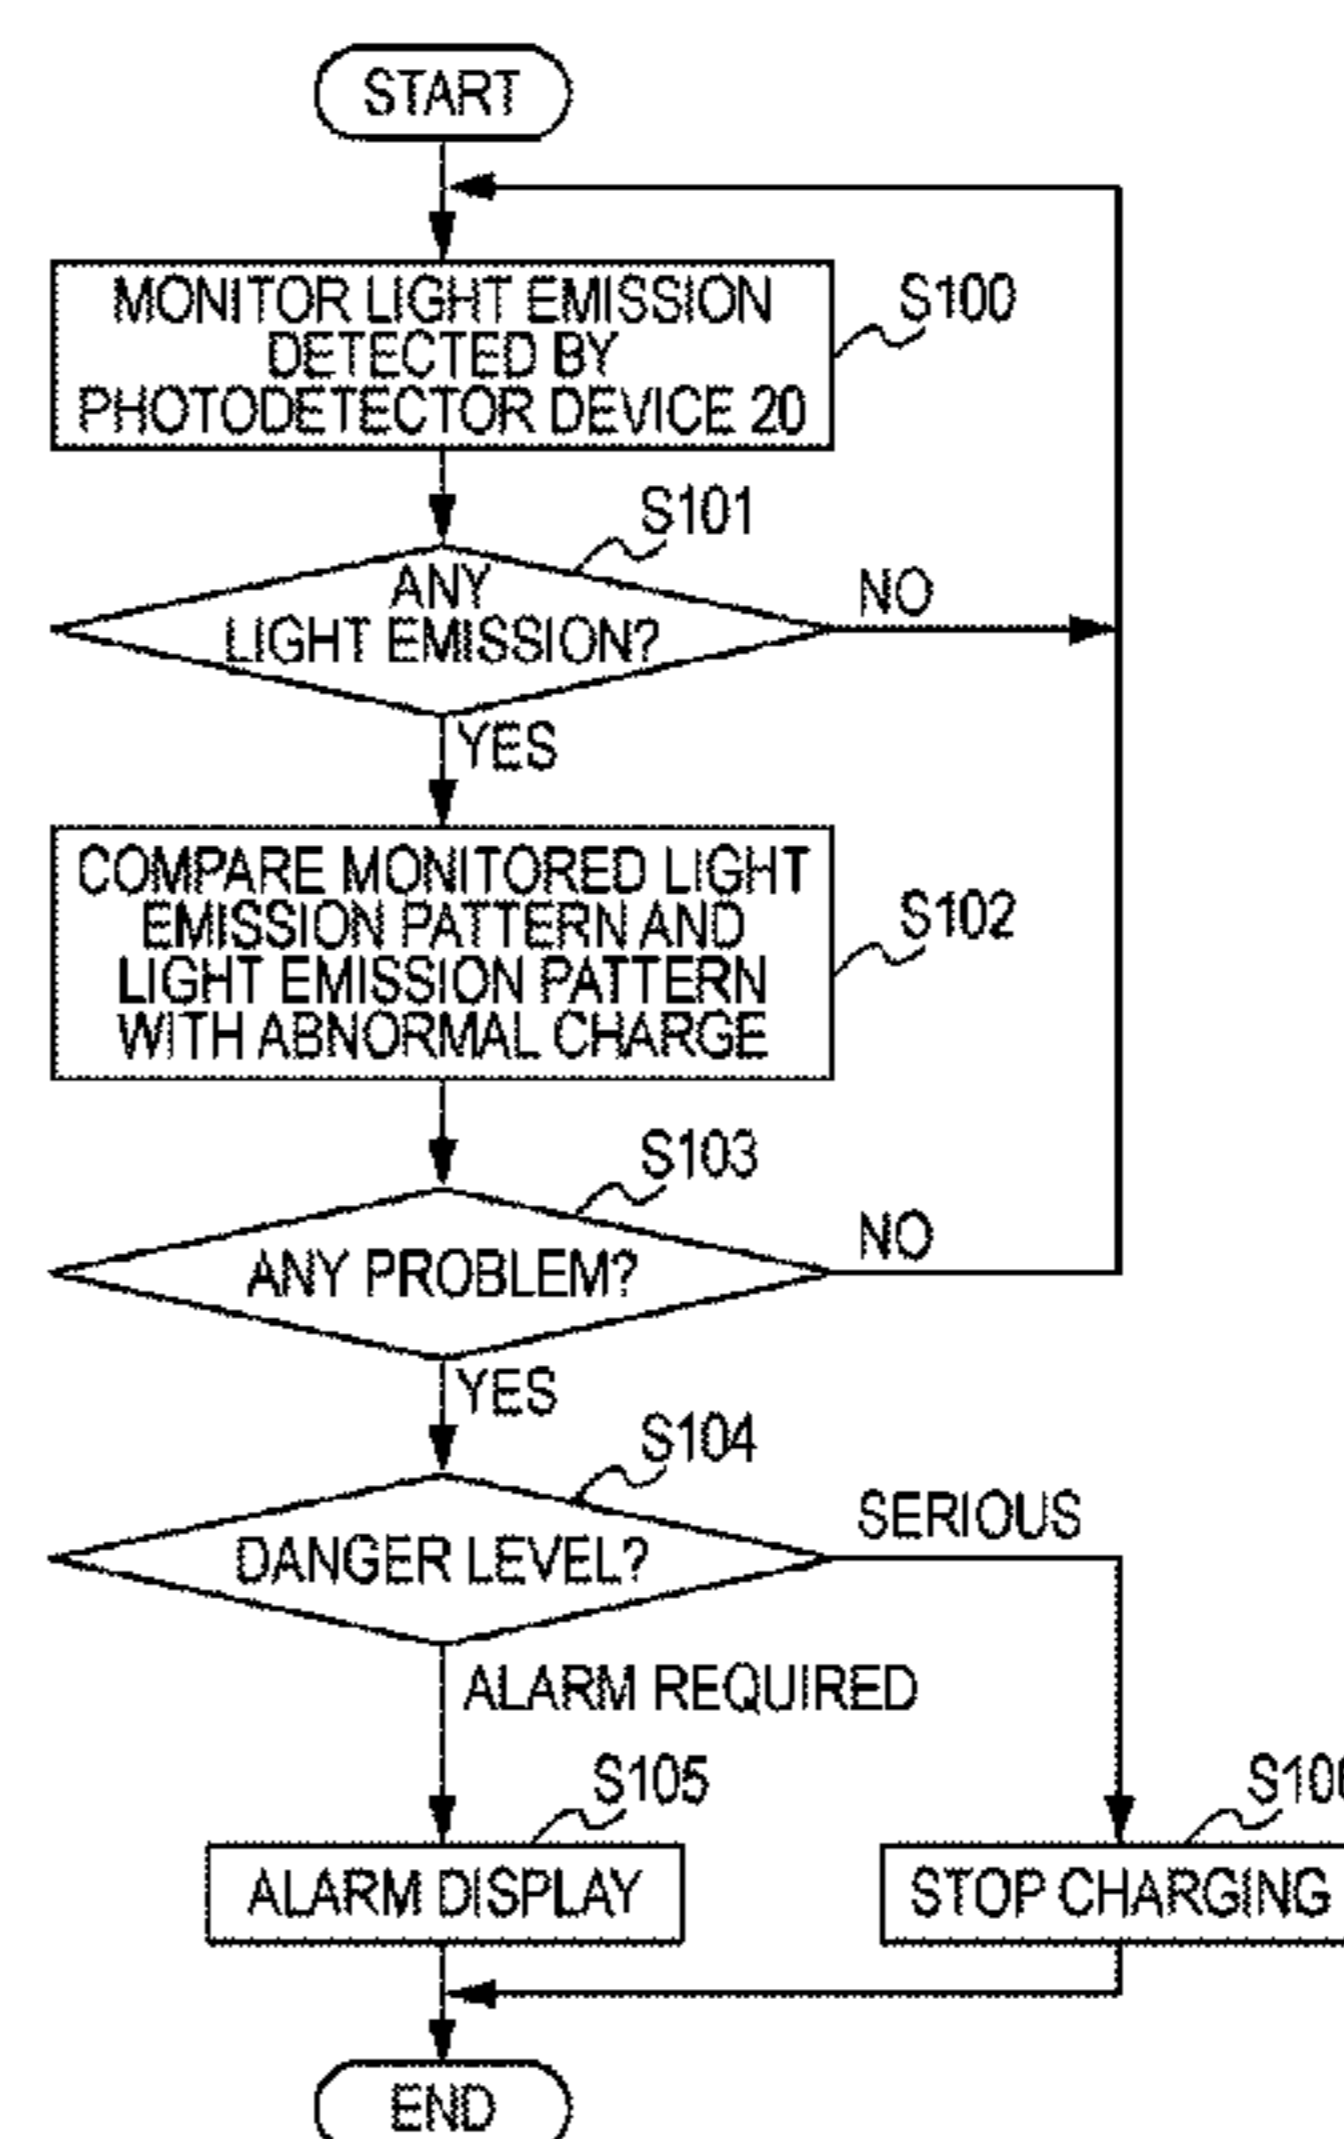 START
MONITOR LIGHT EMISSION
DETECTED BY
PHOTODETECTOR DEVICE 20
S100
S101
ANY
LIGHT EMISSION?
NO
YES
COMPARE MONITORED LIGHT
EMISSION PATTERN AND
LIGHT EMISSION PATTERN
WITH ABNORMAL CHARGE
S102
S103
ANY PROBLEM?
NO
YES
S104
DANGER LEVEL?
SERIOUS
ALARM REQUIRED
S105
ALARM DISPLAY
STOP CHARGING
END